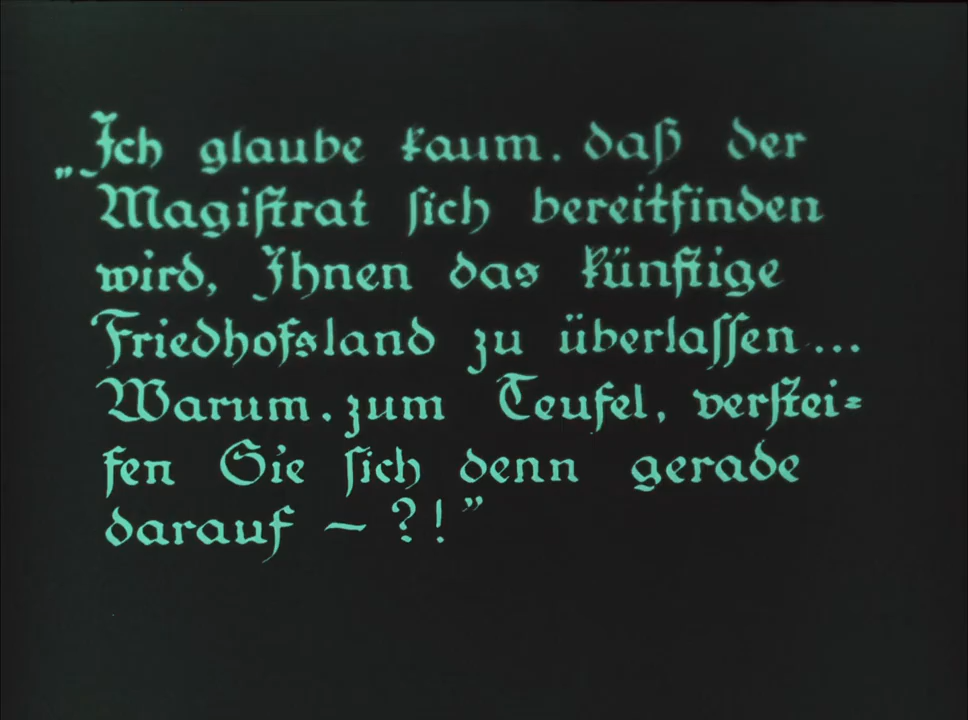 „Ich glaube kaum, daß der
Magiſtrat ſich bereitfinden
wird, Ihnen das künftige
Friedhofsland zu überlaſſen...
Warum, zum Teufel, verſtei=
fen Sie ſich denn gerade
darauf — ?!”